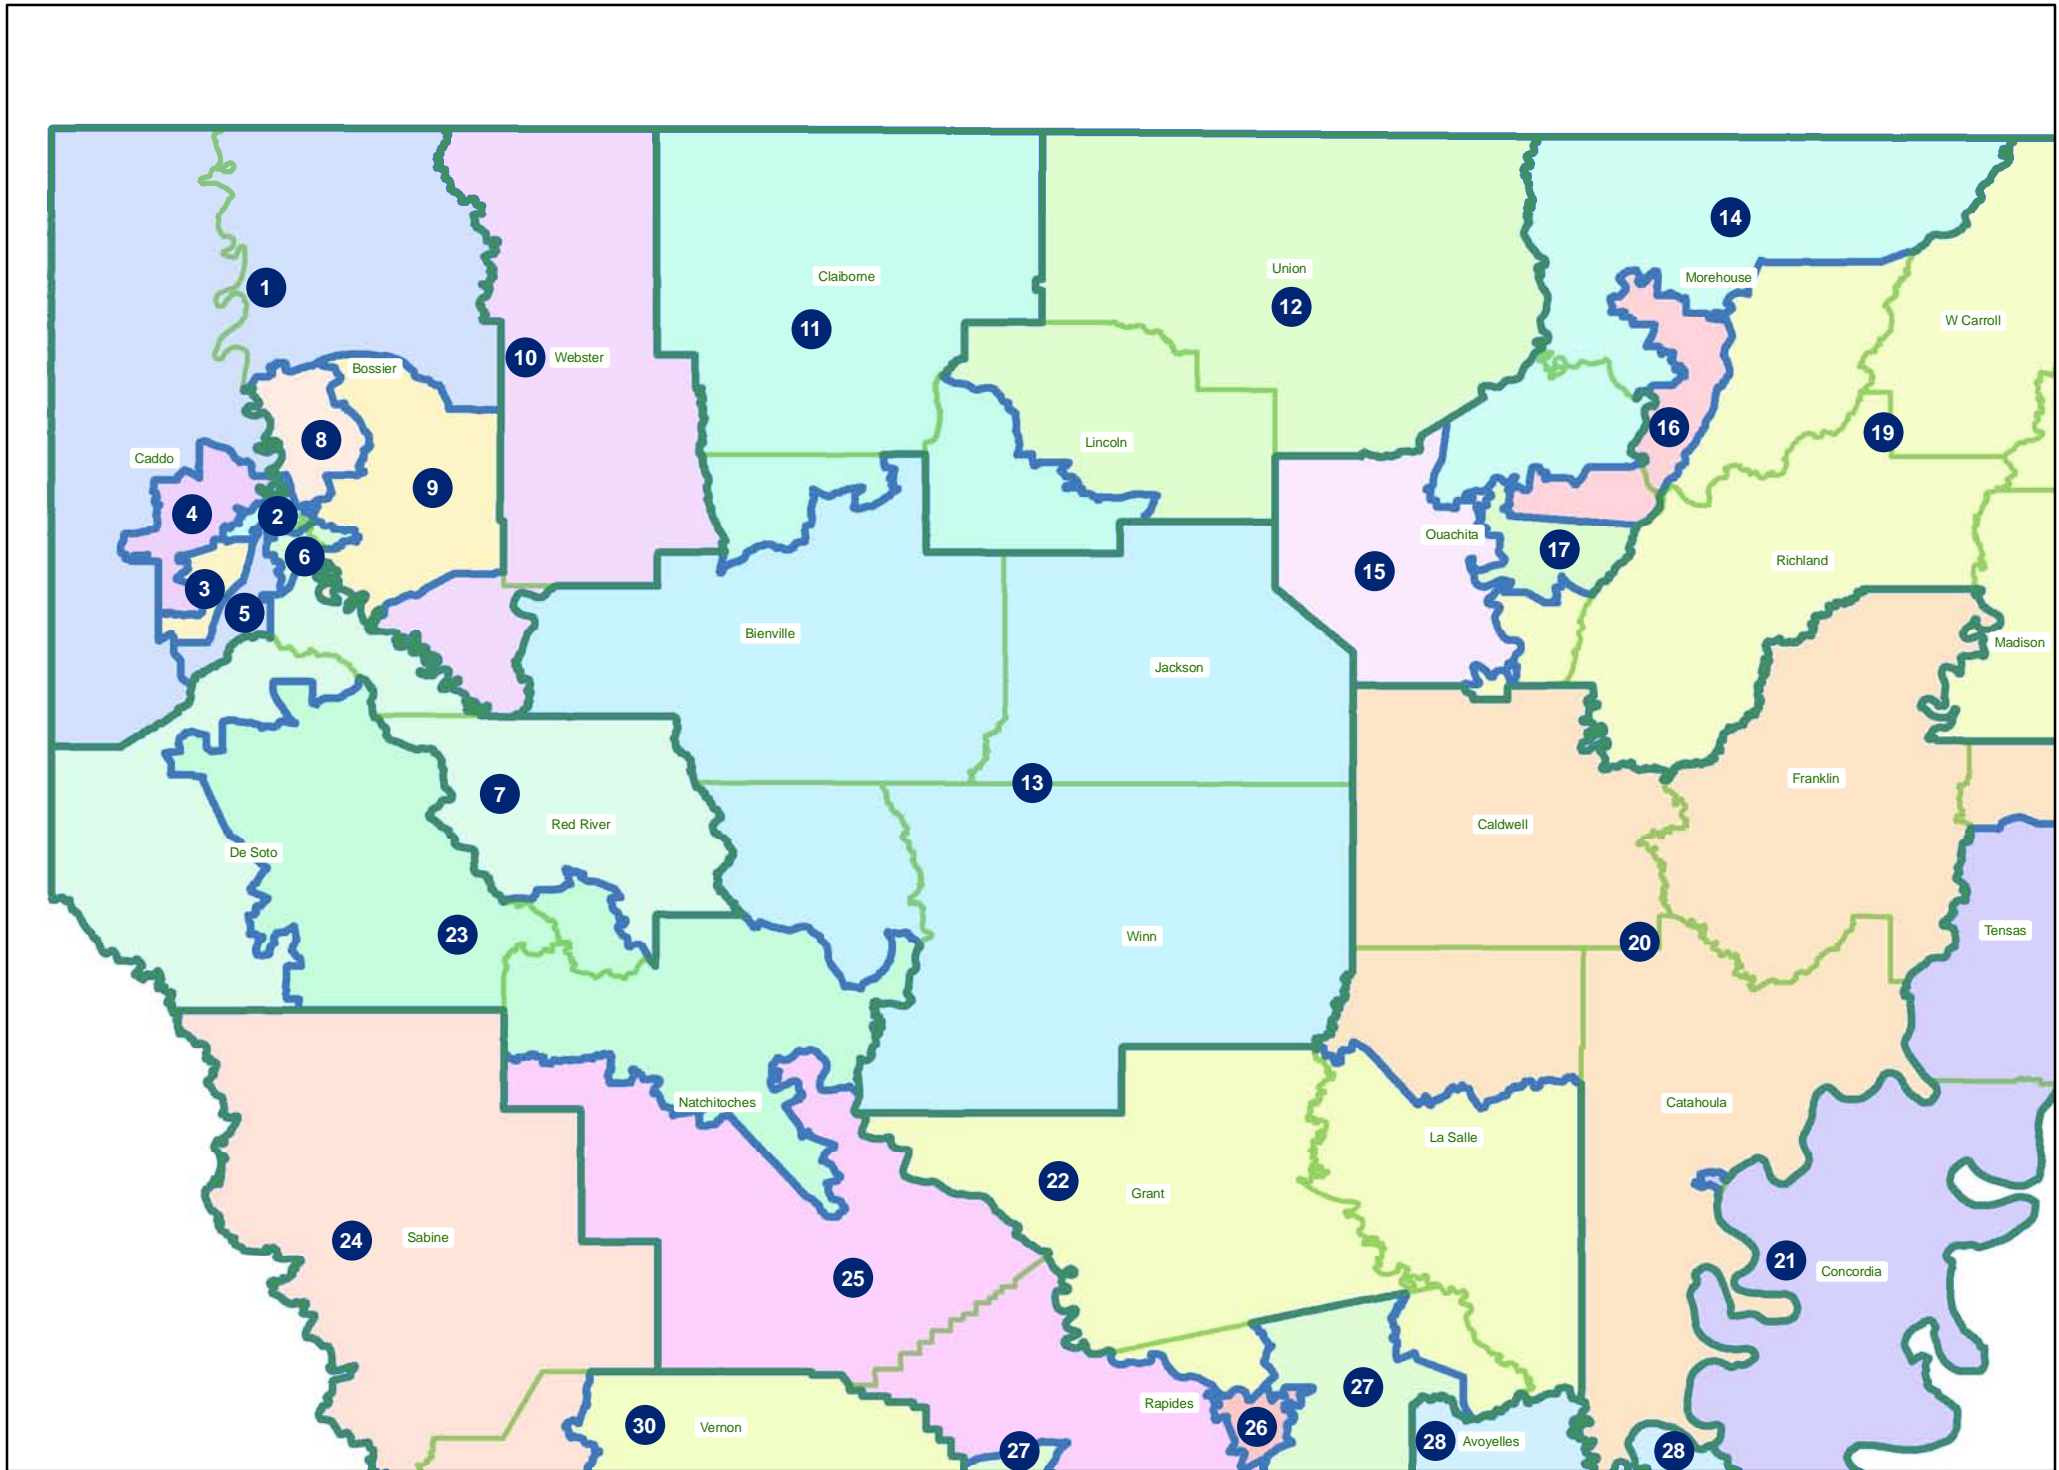 14
Union
Claiborne
Morehouse
1
12
W Carroll
11
10
Webster
Bossier
16
19
8
Lincoln
Caddo
9
4
2
Ouachita
17
6
Richland
15
3
5
Bienville
Madison
Jackson
13
Franklin
7
Red River
Caldwell
De Soto
23
Winn
20
Tensas
Natchitoches
Catahoula
La Salle
22
Grant
24
Sabine
21
Concordia
25
27
Rapides
30
Vernon
26
28
Avoyelles
27
28